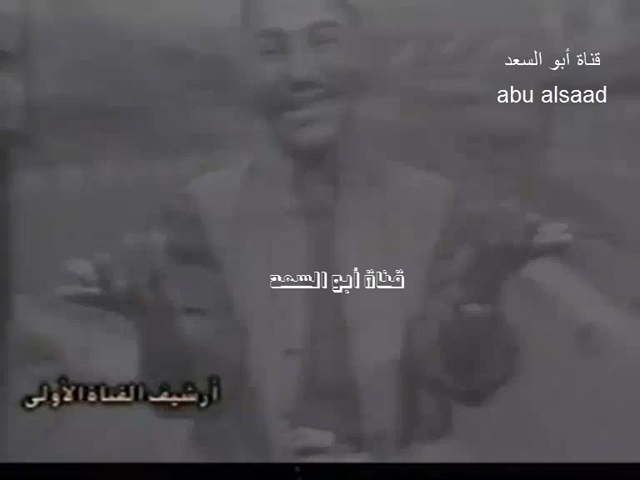 قناة أبو السعد
abu alsaad
قناة أبو السعد
أرشيف القناة الأولى